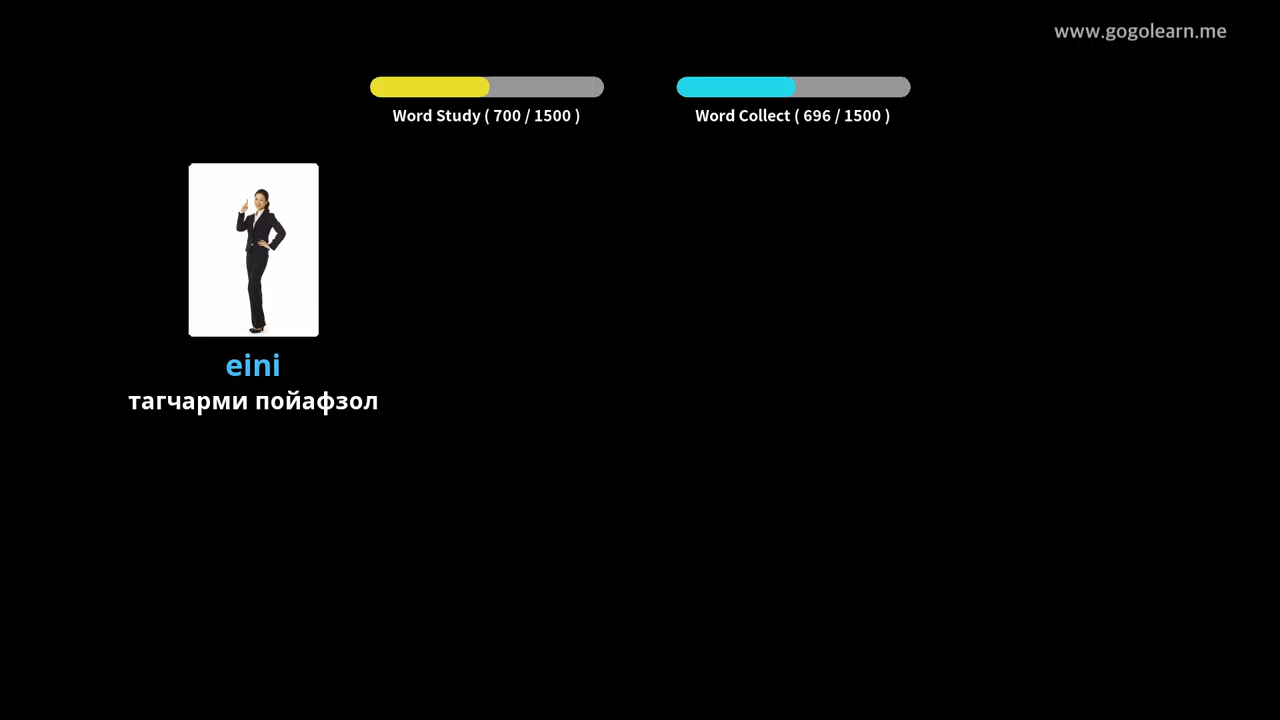 www.gogolearn.me
Word Study ( 700 / 1500 )
Word Collect ( 696 / 1500 )
eini
тагчарми пойафзол